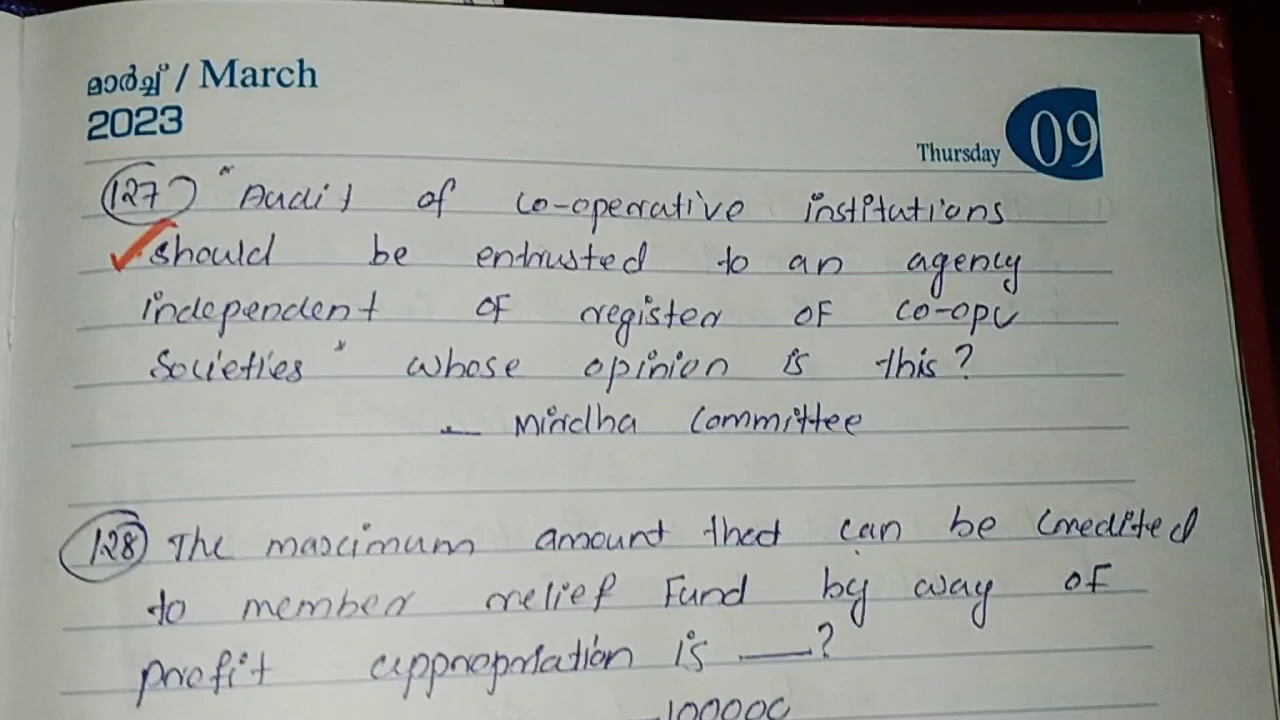 മാർച്ച് / March
2023
Thursday 09
127) "Audit of co-operative institutions
should be entrusted to an agency
independent of register of co-opv
societies" whose opinion is this?
- Mirdha Committee
128) The maximum amount that can be credited
to member relief Fund by way of
profit appropriation is —?
100000